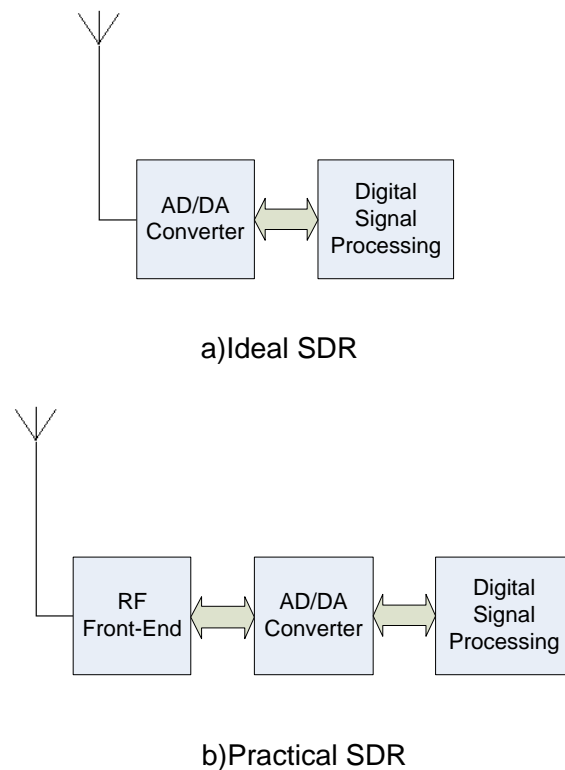 AD/DA
Converter
Digital
Signal
Processing
a)Ideal SDR
RF
Front-End
AD/DA
Converter
Digital
Signal
Processing
b)Practical SDR